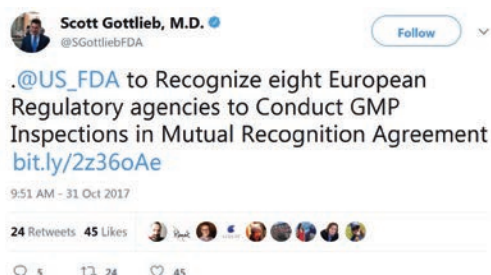 Scott Gottlieb, M.D.
@SGottliebFDA
Follow
.@US_FDA to Recognize eight European
Regulatory agencies to Conduct GMP
Inspections in Mutual Recognition Agreement
bit.ly/2z36oAe
9:51 AM - 31 Oct 2017
24 Retweets 45 Likes
5 24 45